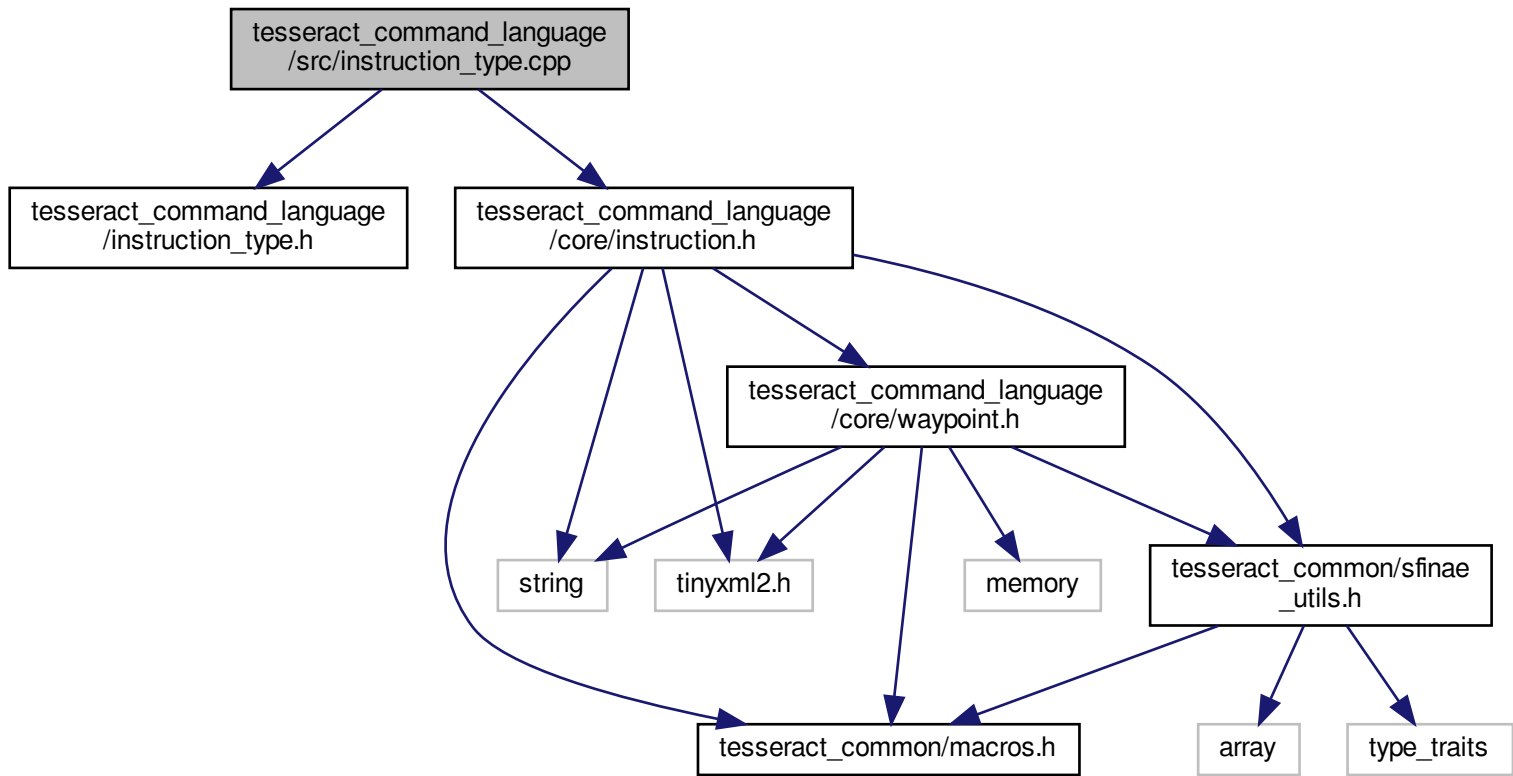 tesseract_command_language
/src/instruction_type.cpp
tesseract_command_language
/instruction_type.h
tesseract_command_language
/core/instruction.h
tesseract_command_language
/core/waypoint.h
string
tinyxml2.h
memory
tesseract_common/sfinae
_utils.h
tesseract_common/macros.h
array
type_traits